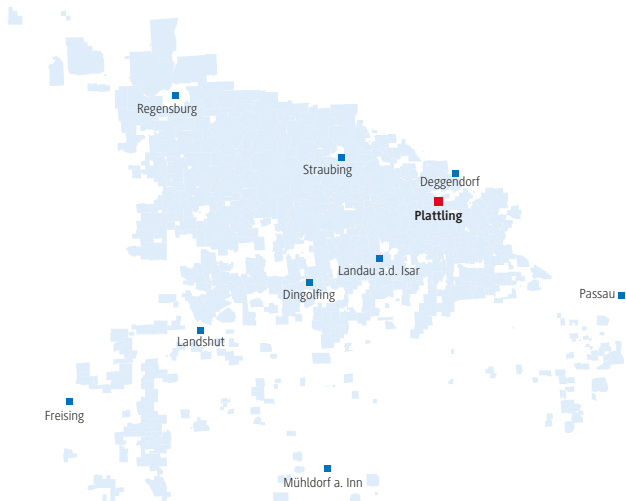 Regensburg
Straubing
Deggendorf
Plattling
Landau a.d. Isar
Dingolfing
Passau
Landshut
Freising
Mühldorf a. Inn